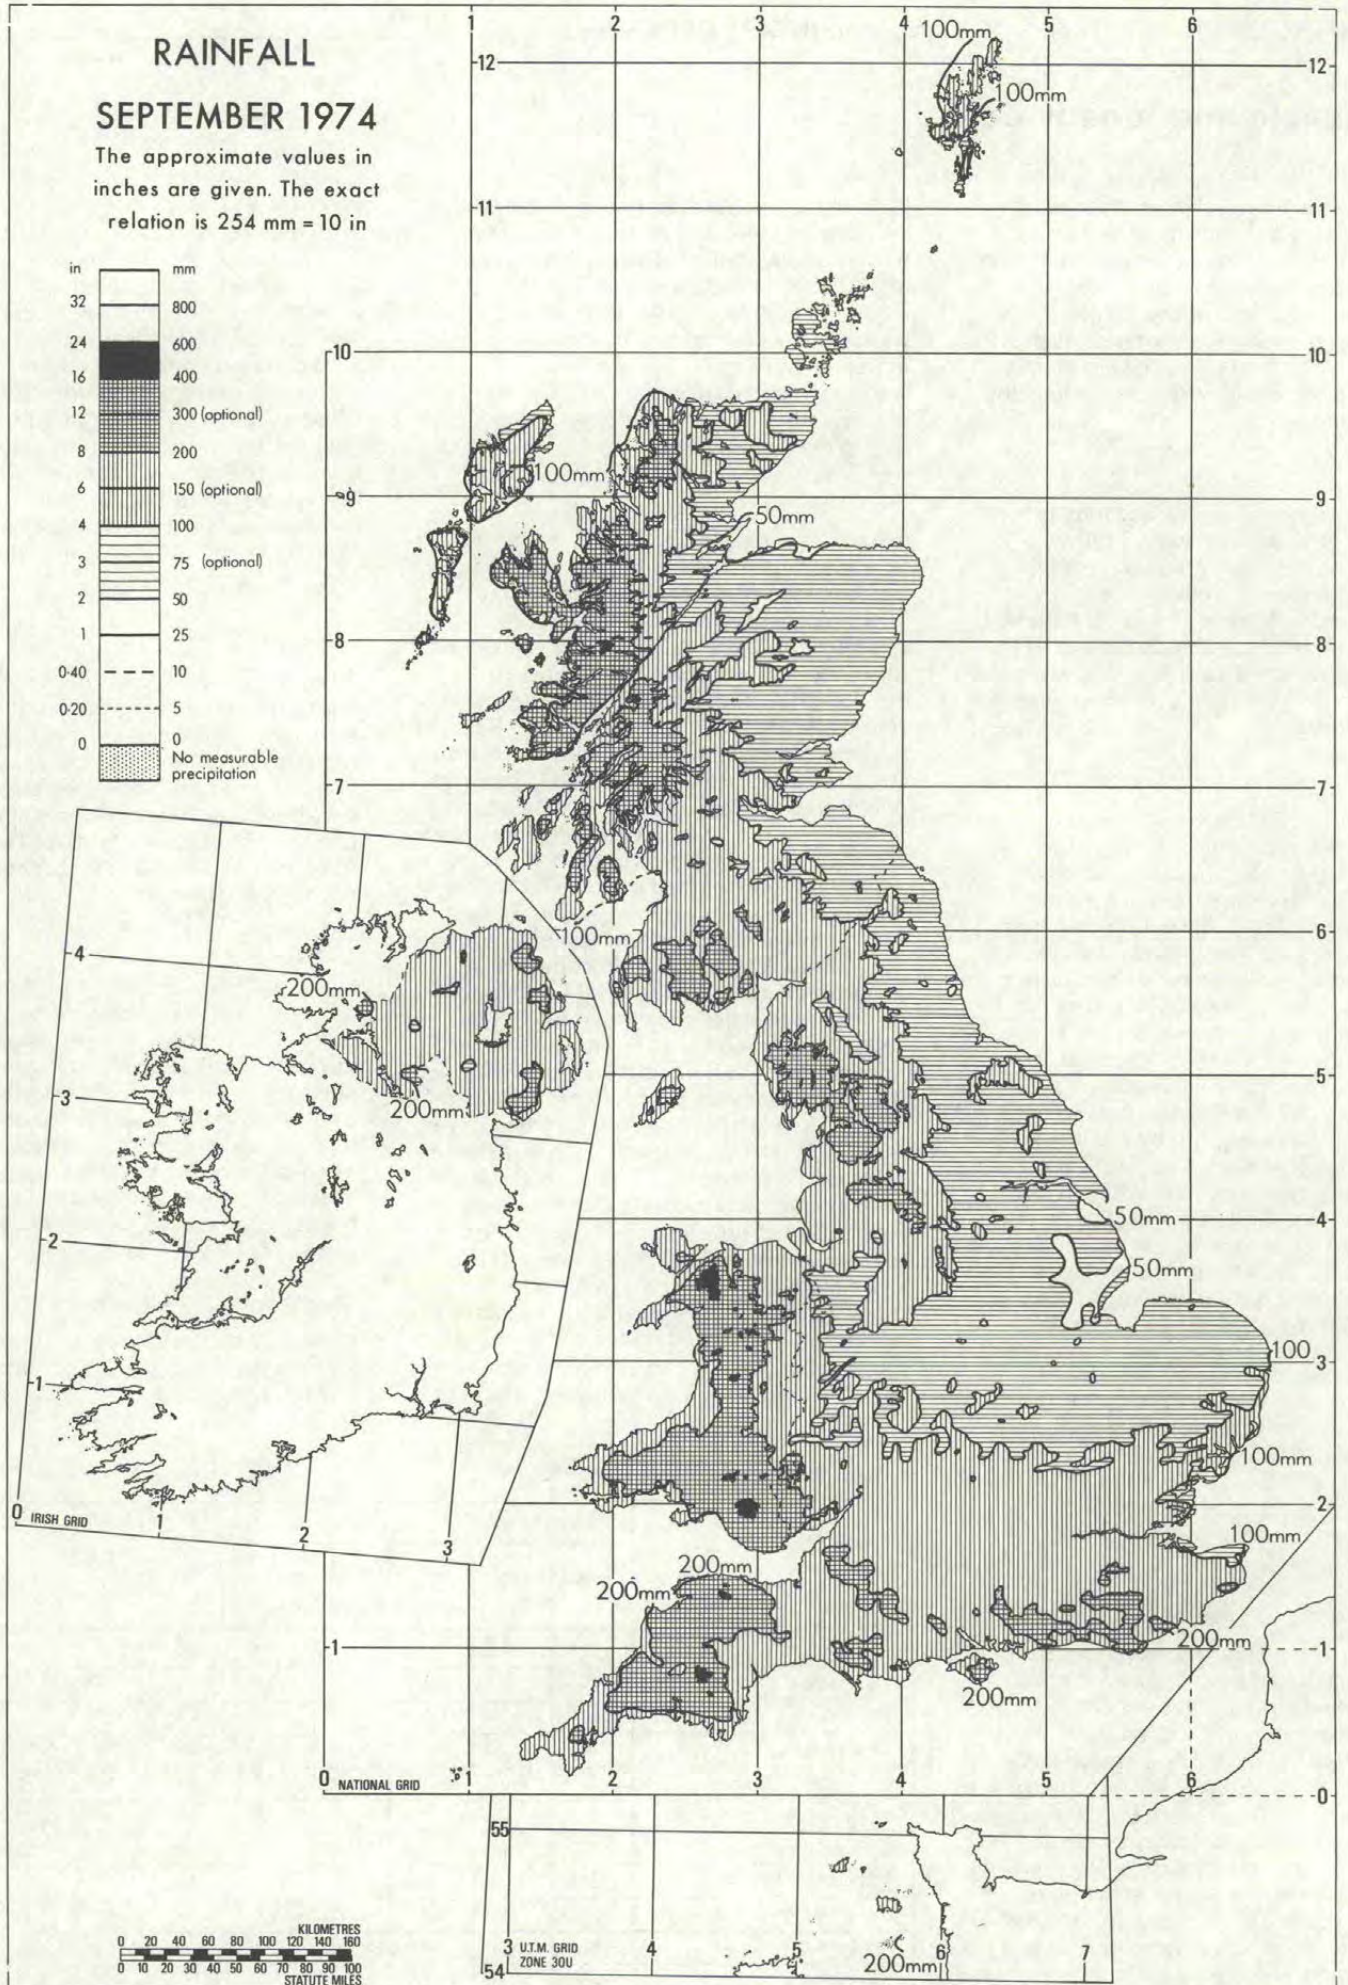 RAINFALL
SEPTEMBER 1974
The approximate values in
inches are given. The exact
relation is 254 mm = 10 in
in mm
32 800
24 600
16 400
12 300 (optional)
8 200
6 150 (optional)
4 100
3 75 (optional)
2 50
1 25
0·40 10
0·20 5
0 0
No measurable
precipitation
1 2 3 4 5 6
100mm
12 12
100mm
11 11
10 10
100mm
9 9
50mm
8 8
7 7
100mm
6
4
200mm
5
3
200mm
50mm
4
2
50mm
100
3
1
100mm
2
0 IRISH GRID 1 2 3
100mm
200mm
200mm
200mm
1 1
200mm
0 NATIONAL GRID 1 2 3 4 5 6 0
55
200mm
54
3 U.T.M. GRID 4 5 6 7
ZONE 30U
KILOMETRES
0 20 40 60 80 100 120 140 160
0 10 20 30 40 50 60 70 80 90 100
STATUTE MILES